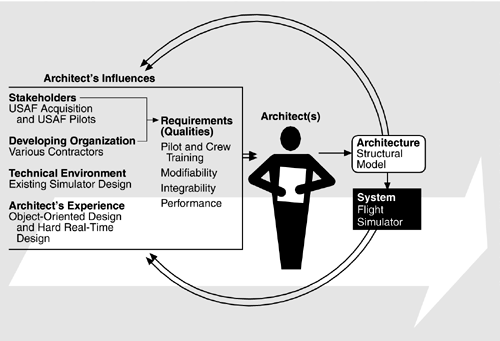 Architect's Influences
Stakeholders
USAF Acquisition
and USAF Pilots
Developing Organization
Various Contractors
Technical Environment
Existing Simulator Design
Architect's Experience
Object-Oriented Design
and Hard Real-Time
Design
Requirements
(Qualities)
Pilot and Crew
Training
Modifiability
Integrability
Performance
Architect(s)
Architecture
Structural
Model
System
Flight
Simulator